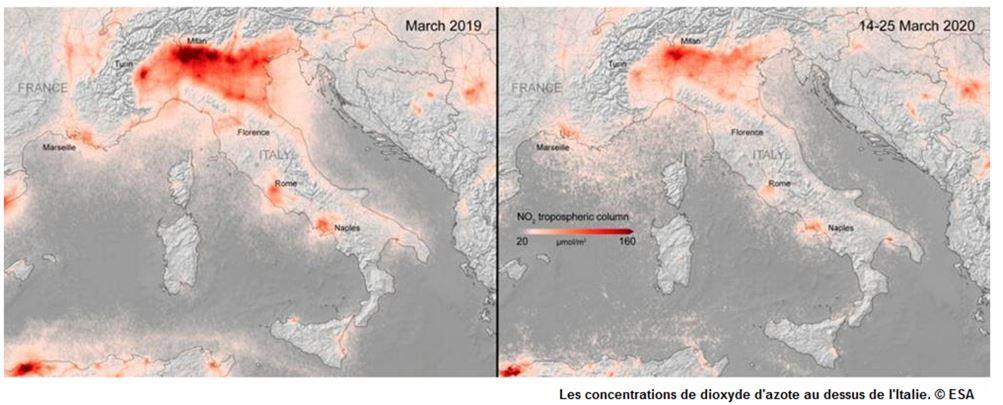 March 2019
Milan
Turin
FRANCE
Florence
Marseille
ITALY
Rome
Naples
14-25 March 2020
Milan
Turin
FRANCE
Florence
Marseille
ITALY
Rome
NO2 tropospheric column
Naples
20 µmol/m² 160
Les concentrations de dioxyde d'azote au dessus de l'Italie. © ESA